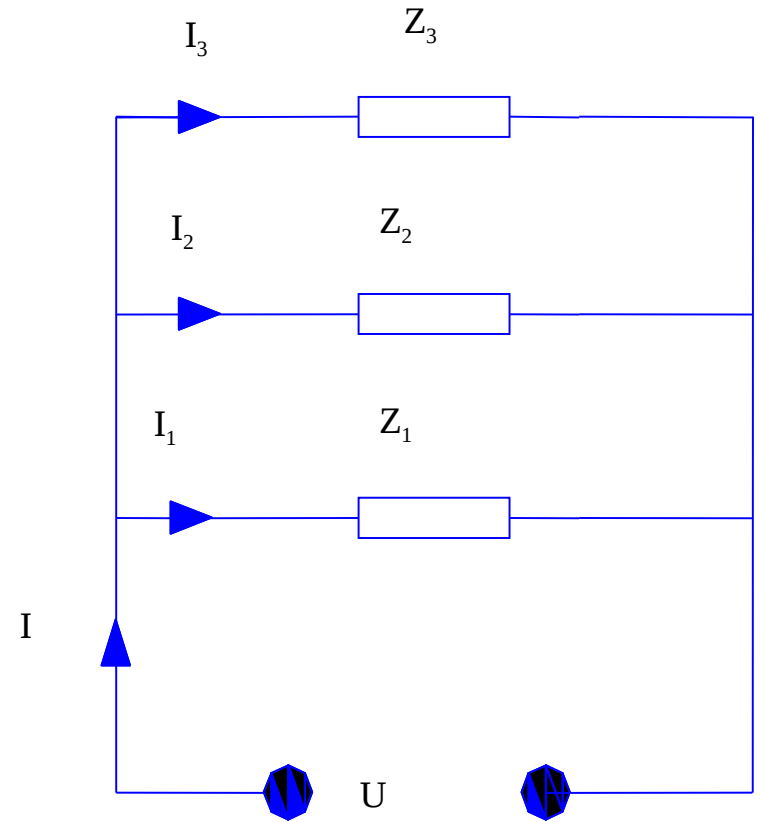 I₃ Z₃
I₂ Z₂
I₁ Z₁
I
U